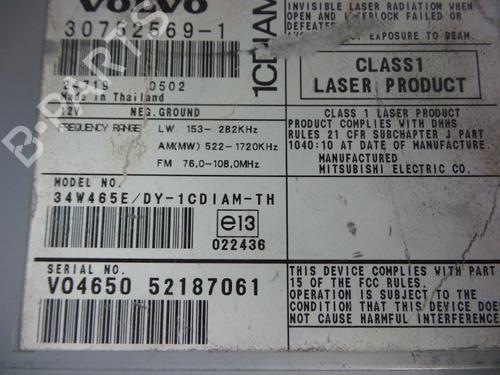 VOLVO
30752569-1
24719 0502
Made in Thailand
12V NEG.GROUND
FREQUENCY RANGE LW 153-282KHz
AM(MW) 522-1720KHz
FM 76.0-108.0MHz
MODEL NO.
34W465E/DY-1CDIAM-TH
e13
022436
SERIAL NO.
V04650 52187061
1CDIAM
INVISIBLE LASER RADIATION WHEN
OPEN AND INTERLOCK FAILED OR
DEFEATED.
EXPOSURE TO BEAM.
CLASS1
LASER PRODUCT
CLASS 1 LASER PRODUCT
PRODUCT COMPLIES WITH DHHS
RULES 21 CFR SUBCHAPTER J PART
1040:10 AT DATE OF MANUFACTURE.
MANUFACTURED
MITSUBISHI ELECTRIC CO.
THIS DEVICE COMPLIES WITH PART
15 OF THE FCC RULES.
OPERATION IS SUBJECT TO THE
CONDITION THAT THIS DEVICE DOES
NOT CAUSE HARMFUL INTERFERENCE
B-PARTS